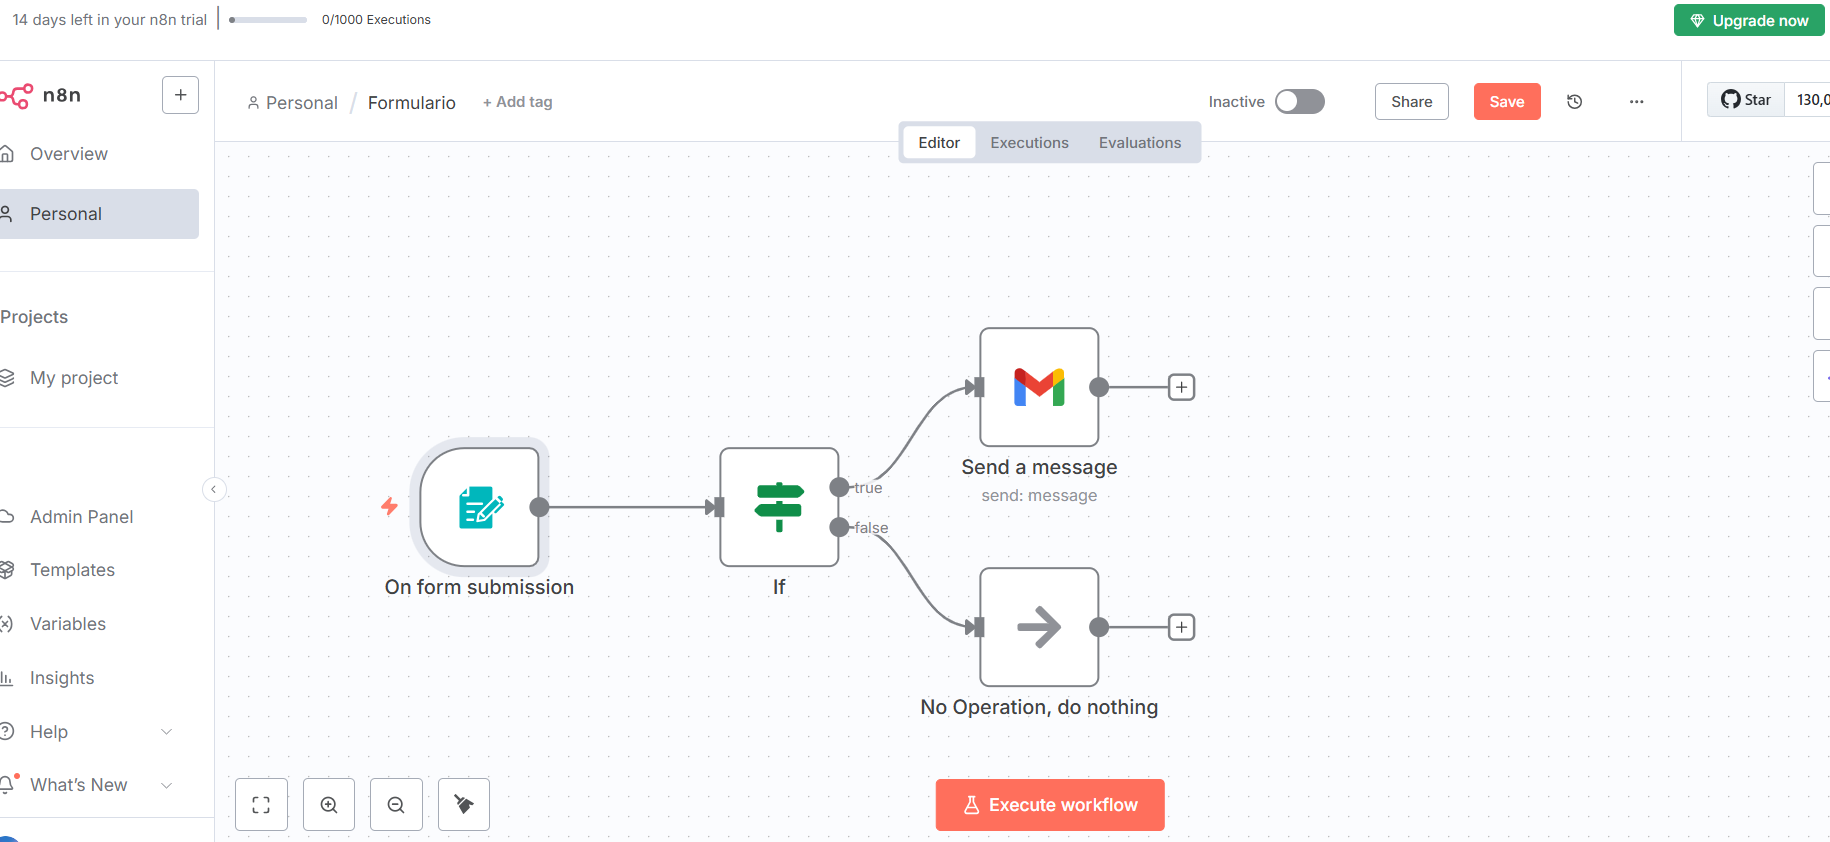 14 days left in your n8n trial
0/1000 Executions
Upgrade now
n8n
Personal / Formulario + Add tag
Inactive
Share
Save
Star
130,0
Editor Executions Evaluations
Overview
Personal
Projects
My project
Admin Panel
Templates
Variables
Insights
Help
What's New
On form submission
If
true
false
Send a message
send: message
No Operation, do nothing
Execute workflow